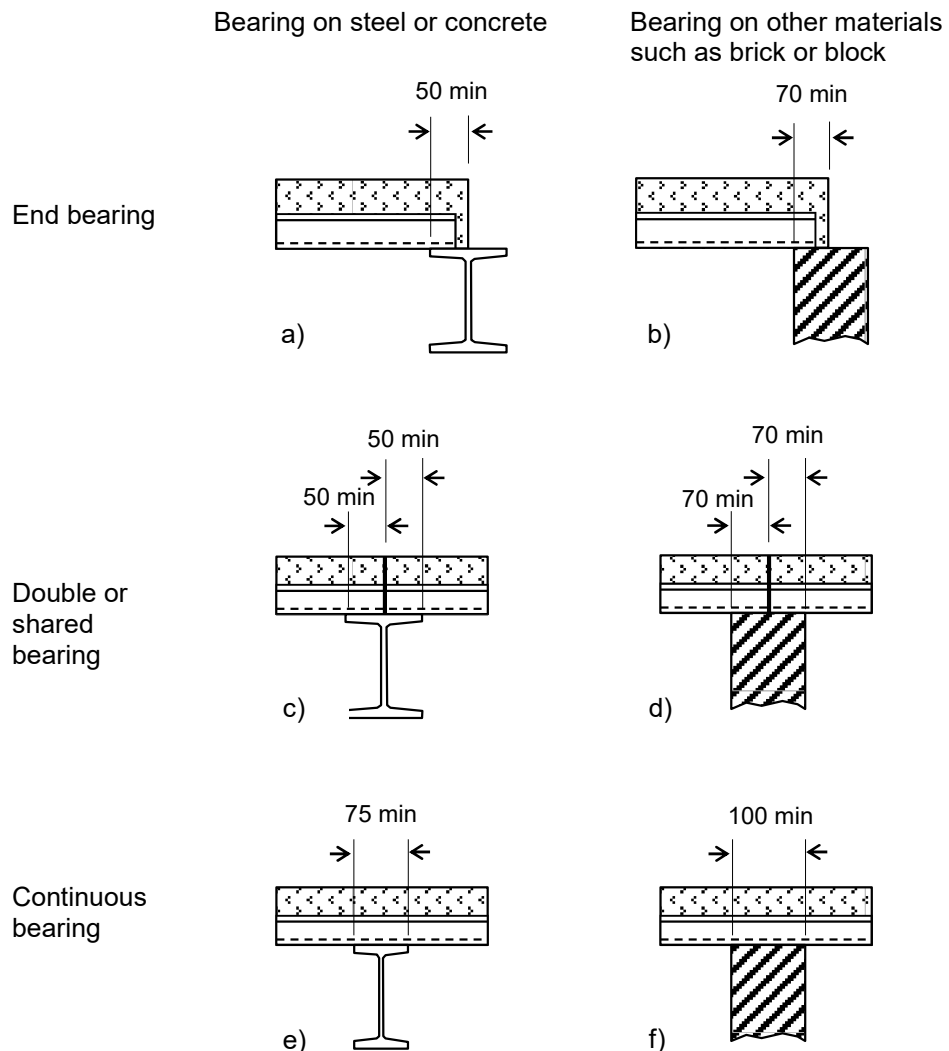 Bearing on steel or concrete
Bearing on other materials
such as brick or block
50 min
70 min
End bearing
a)
b)
50 min
50 min
70 min
70 min
Double or
shared
bearing
c)
d)
75 min
100 min
Continuous
bearing
e)
f)